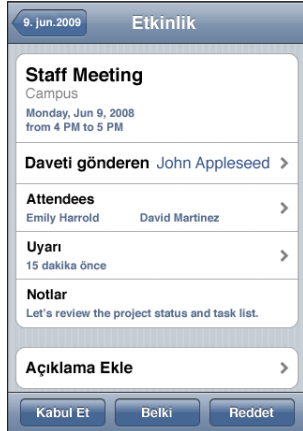 9. jun.2009
Etkinlik
Staff Meeting
Campus
Monday, Jun 9, 2008
from 4 PM to 5 PM
Daveti gönderen John Appleseed
Attendees
Emily Harrold David Martinez
Uyarı
15 dakika önce
Notlar
Let's review the project status and task list.
Açıklama Ekle
Kabul Et Belki Reddet